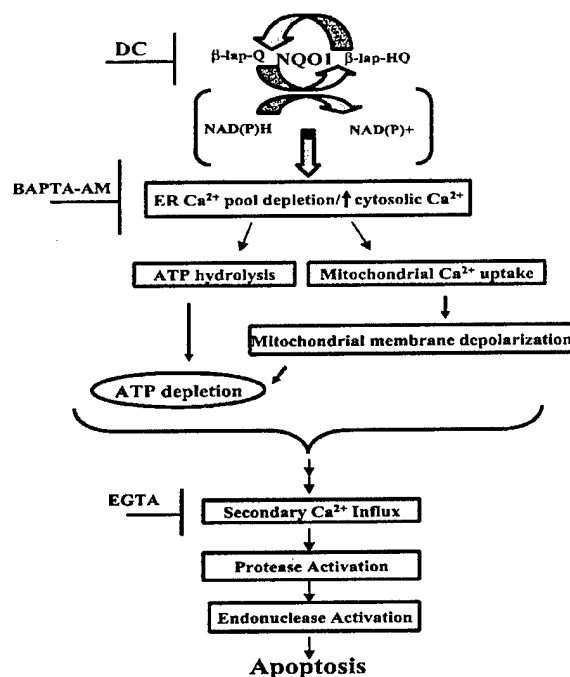 DC
β-lap-Q NQO1 β-lap-HQ
NAD(P)H NAD(P)+
BAPTA-AM
ER Ca²⁺ pool depletion/↑ cytosolic Ca²⁺
ATP hydrolysis
Mitochondrial Ca²⁺ uptake
Mitochondrial membrane depolarization
ATP depletion
EGTA
Secondary Ca²⁺ Influx
Protease Activation
Endonuclease Activation
Apoptosis